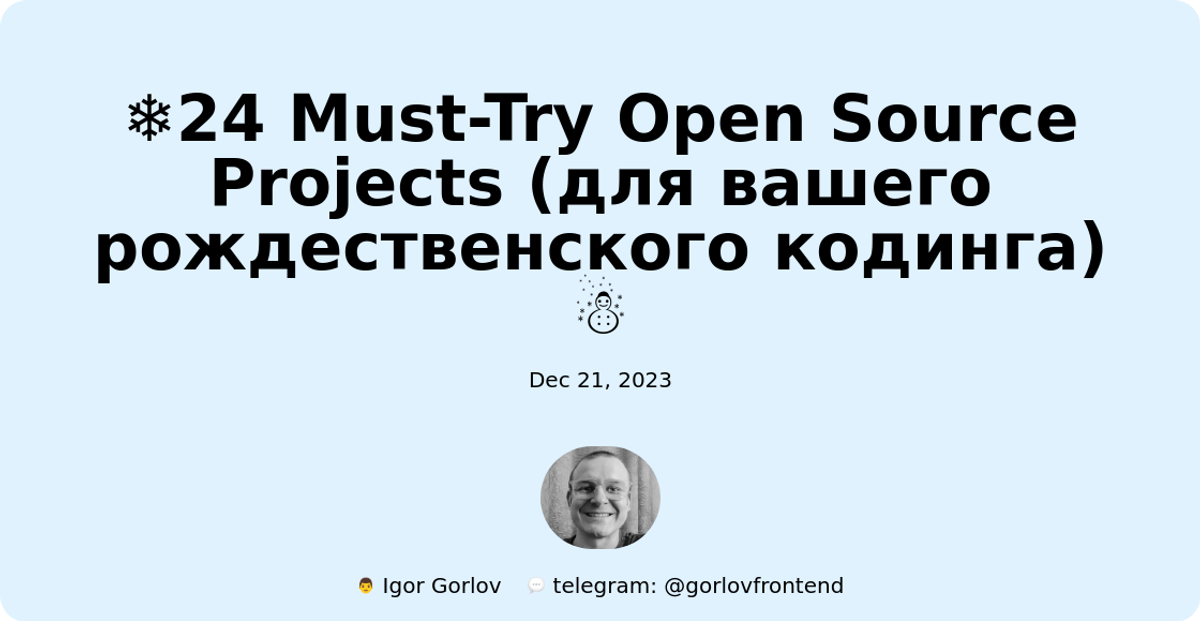 ❄24 Must-Try Open Source
Projects (для вашего
рождественского кодинга)
☃
Dec 21, 2023
👨 Igor Gorlov 💬 telegram: @gorlovfrontend